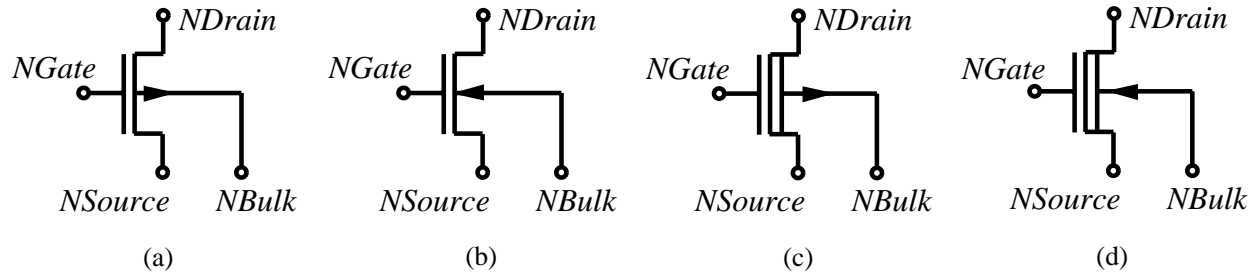 NDrain
NGate
NSource
NBulk
(a)
NDrain
NGate
NSource
NBulk
(b)
NDrain
NGate
NSource
NBulk
(c)
NDrain
NGate
NSource
NBulk
(d)